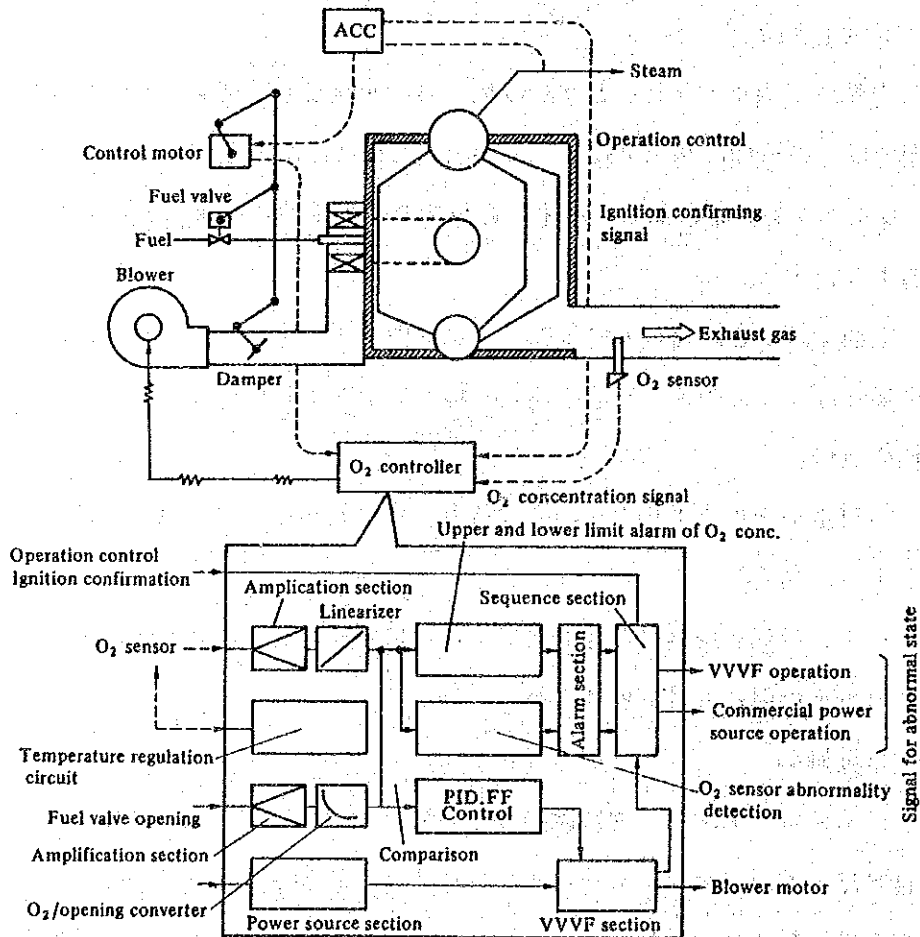 ACC
Steam
Operation control
Control motor
Fuel valve
Ignition confirming
signal
Fuel
Blower
Exhaust gas
Damper
O₂ sensor
O₂ controller
O₂ concentration signal
Upper and lower limit alarm of O₂ conc.
Operation control
Ignition confirmation
Amplication section
Linearizer
Sequence section
O₂ sensor
Alarm section
VVVF operation
Commercial power
source operation
Signal for abnormal state
Temperature regulation
circuit
O₂ sensor abnormality
detection
PID.FF
Control
Fuel valve opening
Amplification section
Comparison
Blower motor
O₂/opening converter
Power source section
VVVF section